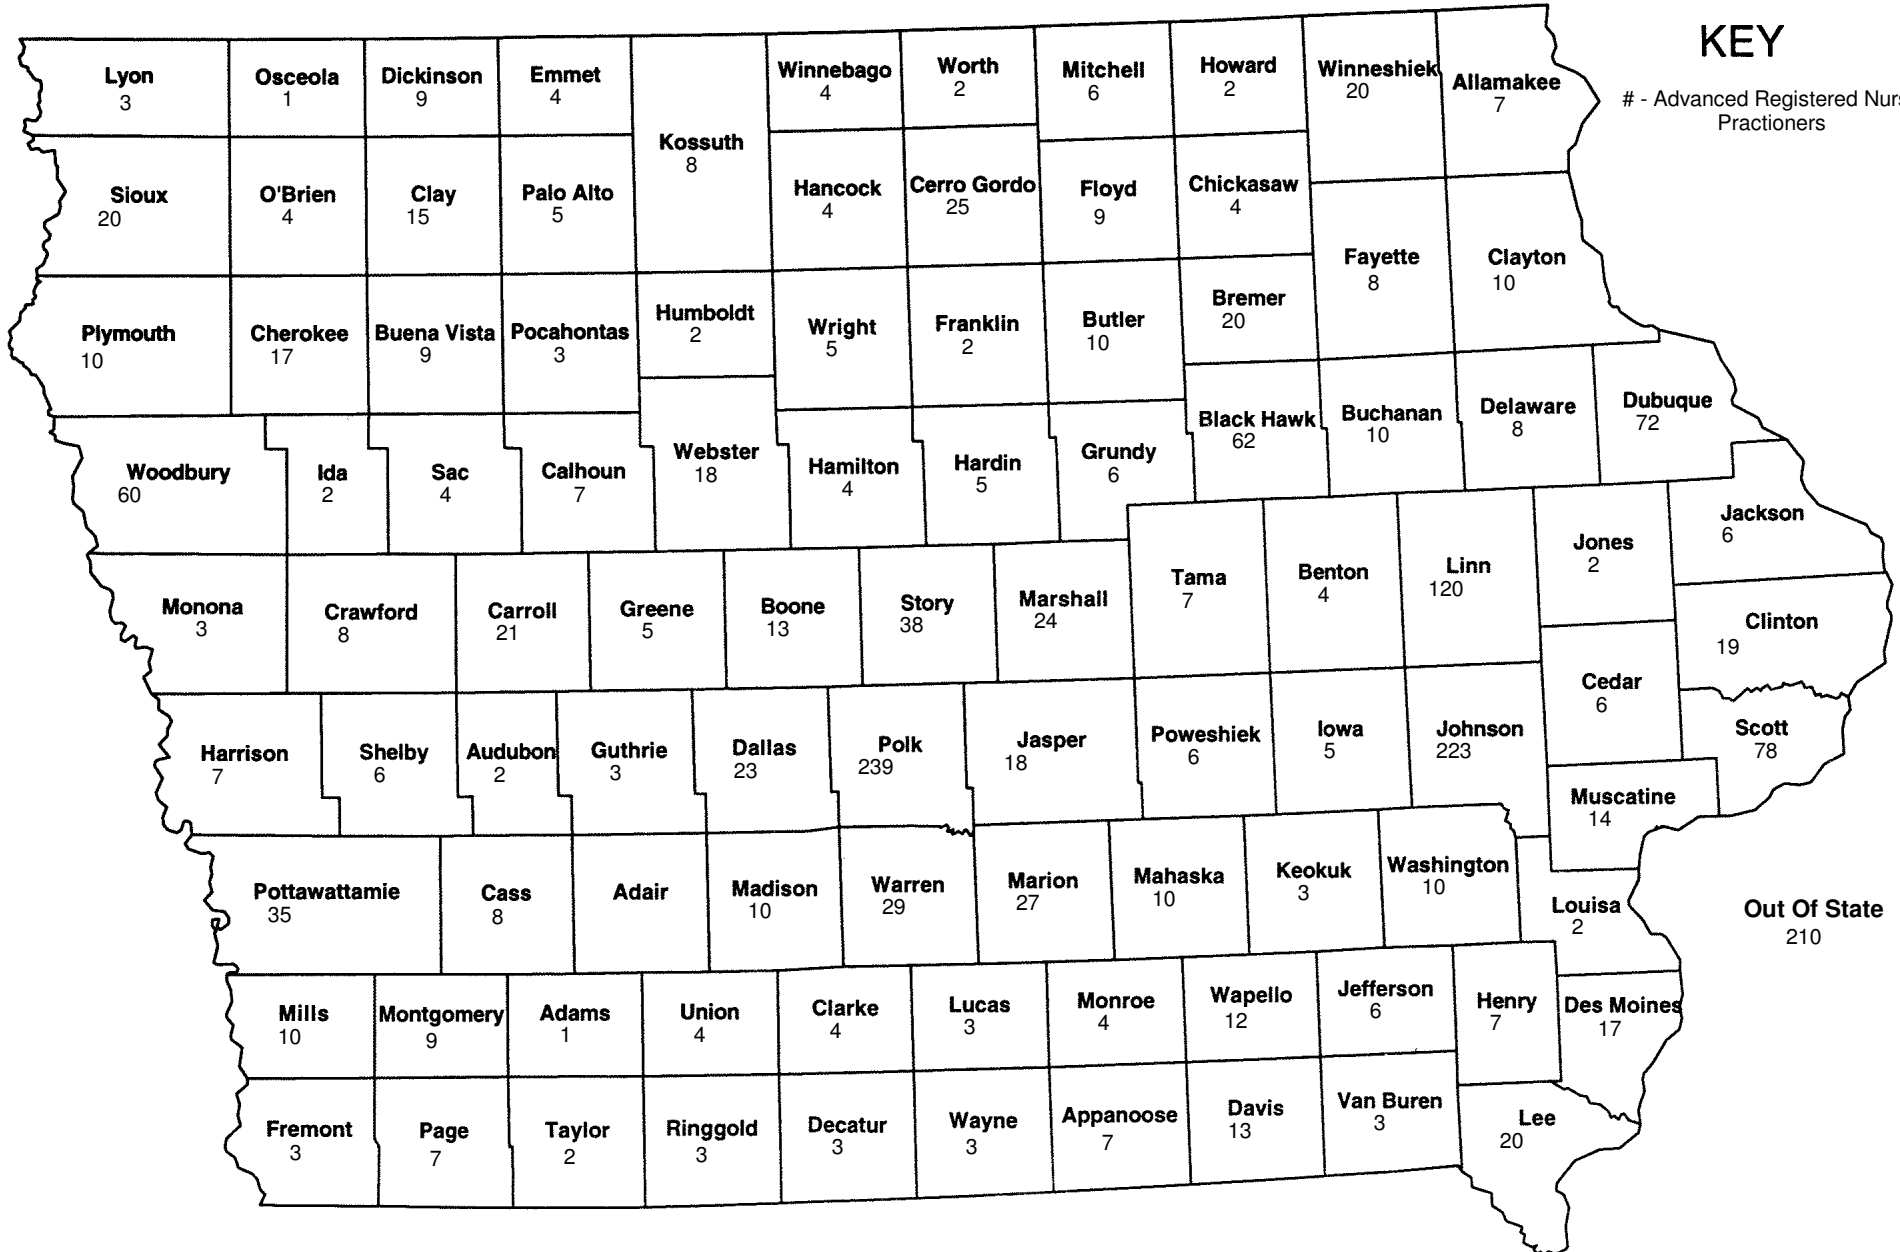 KEY
# - Advanced Registered Nurs
Practioners
Lyon
3
Osceola
1
Dickinson
9
Emmet
4
Kossuth
8
Winnebago
4
Worth
2
Mitchell
6
Howard
2
Winneshiek
20
Allamakee
7
Sioux
20
O'Brien
4
Clay
15
Palo Alto
5
Hancock
4
Cerro Gordo
25
Floyd
9
Chickasaw
4
Fayette
8
Clayton
10
Plymouth
10
Cherokee
17
Buena Vista
9
Pocahontas
3
Humboldt
2
Wright
5
Franklin
2
Butler
10
Bremer
20
Woodbury
60
Ida
2
Sac
4
Calhoun
7
Webster
18
Hamilton
4
Hardin
5
Grundy
6
Black Hawk
62
Buchanan
10
Delaware
8
Dubuque
72
Monona
3
Crawford
8
Carroll
21
Greene
5
Boone
13
Story
38
Marshall
24
Tama
7
Benton
4
Linn
120
Jones
2
Jackson
6
Clinton
19
Harrison
7
Shelby
6
Audubon
2
Guthrie
3
Dallas
23
Polk
239
Jasper
18
Poweshiek
6
Iowa
5
Johnson
223
Cedar
6
Scott
78
Muscatine
14
Pottawattamie
35
Cass
8
Adair
Madison
10
Warren
29
Marion
27
Mahaska
10
Keokuk
3
Washington
10
Louisa
2
Out Of State
210
Mills
10
Montgomery
9
Adams
1
Union
4
Clarke
4
Lucas
3
Monroe
4
Wapello
12
Jefferson
6
Henry
7
Des Moines
17
Fremont
3
Page
7
Taylor
2
Ringgold
3
Decatur
3
Wayne
3
Appanoose
7
Davis
13
Van Buren
3
Lee
20